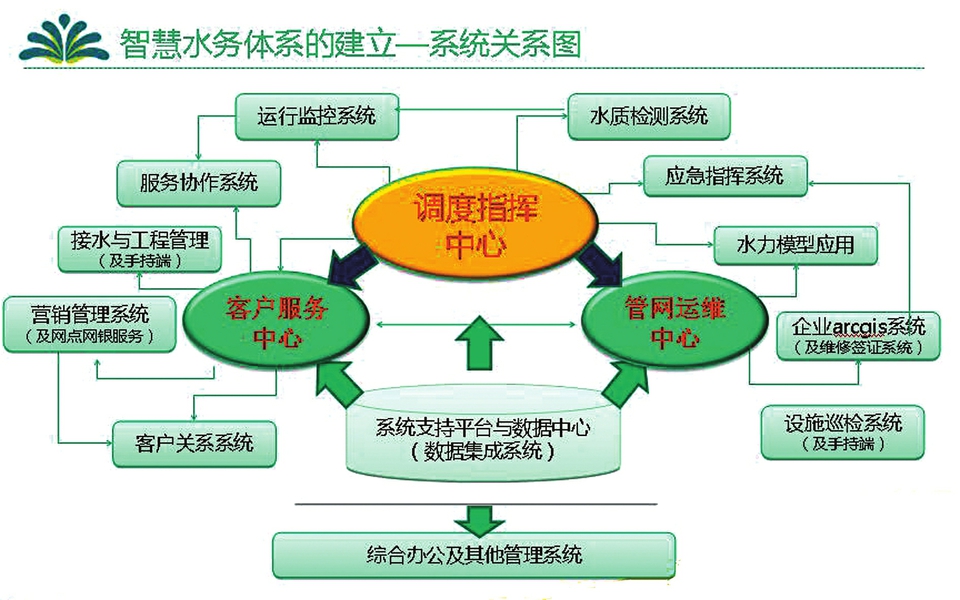 智慧水务体系的建立—系统关系图
运行监控系统
水质检测系统
服务协作系统
应急指挥系统
调度指挥
中心
接水与工程管理
（及手持端）
水力模型应用
营销管理系统
（及网点网银服务）
客户服务
中心
管网运维
中心
企业arcgis系统
（及维修签证系统）
客户关系系统
系统支持平台与数据中心
（数据集成系统）
设施巡检系统
（及手持端）
综合办公及其他管理系统